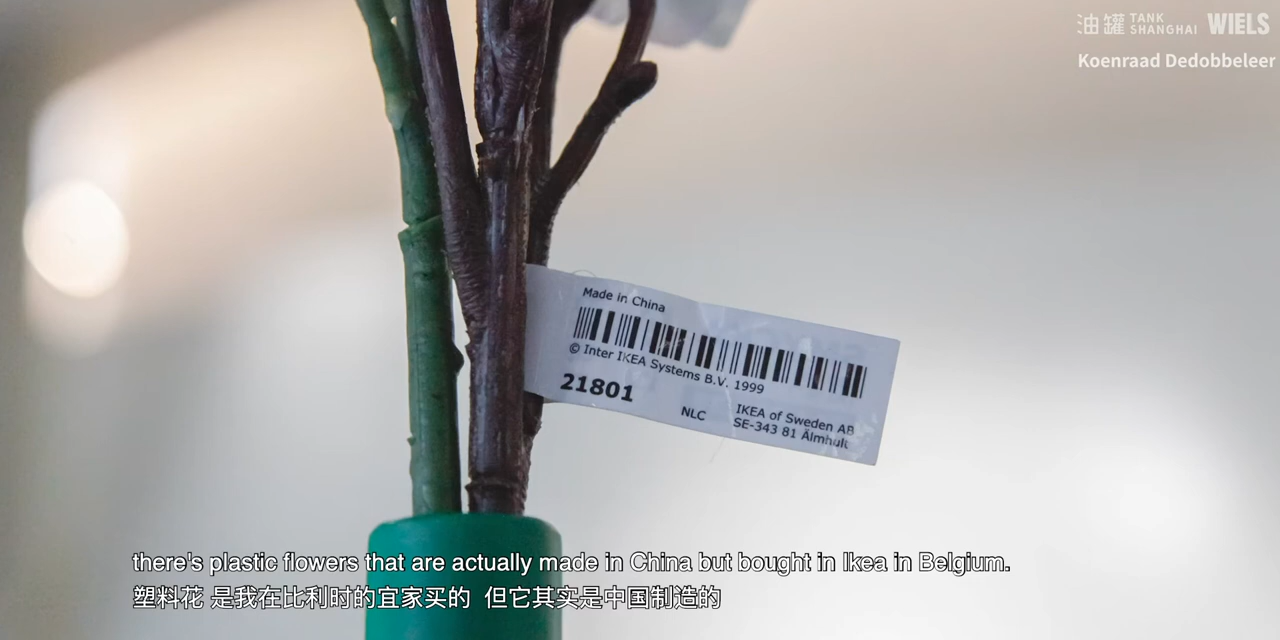 油罐 TANK SHANGHAI WIELS
Koenraad Dedobbeleer
Made in China
© Inter IKEA Systems B.V. 1999
21801
NLC
IKEA of Sweden AB
SE-343 81 Älmhult
there's plastic flowers that are actually made in China but bought in Ikea in Belgium.
塑料花 是我在比利时的宜家买的 但它其实是中国制造的